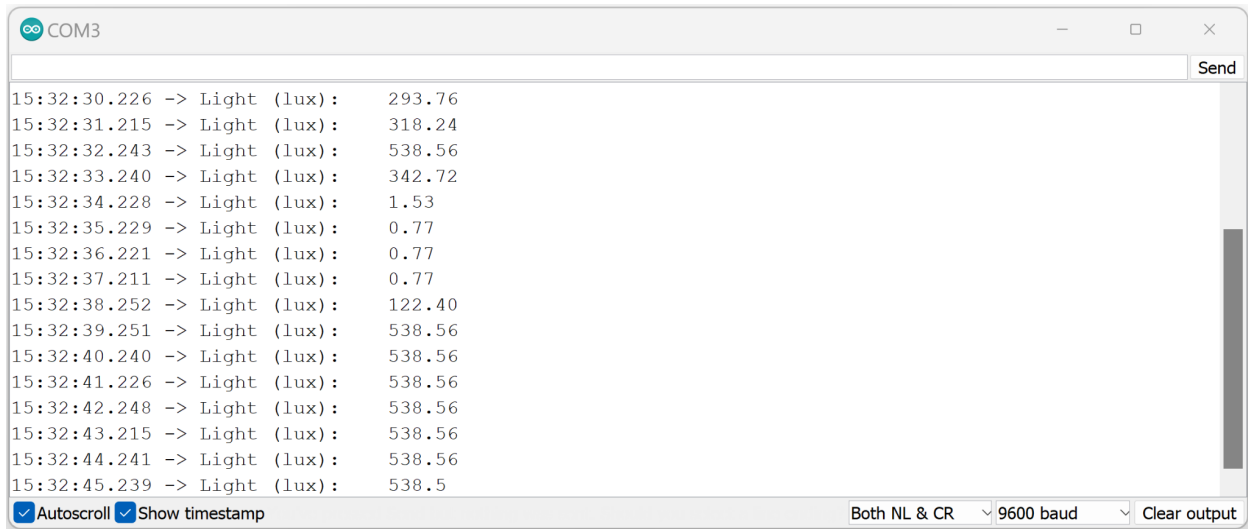 COM3
Send
15:32:30.226 -> Light (lux): 293.76
15:32:31.215 -> Light (lux): 318.24
15:32:32.243 -> Light (lux): 538.56
15:32:33.240 -> Light (lux): 342.72
15:32:34.228 -> Light (lux): 1.53
15:32:35.229 -> Light (lux): 0.77
15:32:36.221 -> Light (lux): 0.77
15:32:37.211 -> Light (lux): 0.77
15:32:38.252 -> Light (lux): 122.40
15:32:39.251 -> Light (lux): 538.56
15:32:40.240 -> Light (lux): 538.56
15:32:41.226 -> Light (lux): 538.56
15:32:42.248 -> Light (lux): 538.56
15:32:43.215 -> Light (lux): 538.56
15:32:44.241 -> Light (lux): 538.56
15:32:45.239 -> Light (lux): 538.5
Autoscroll Show timestamp Both NL & CR 9600 baud Clear output